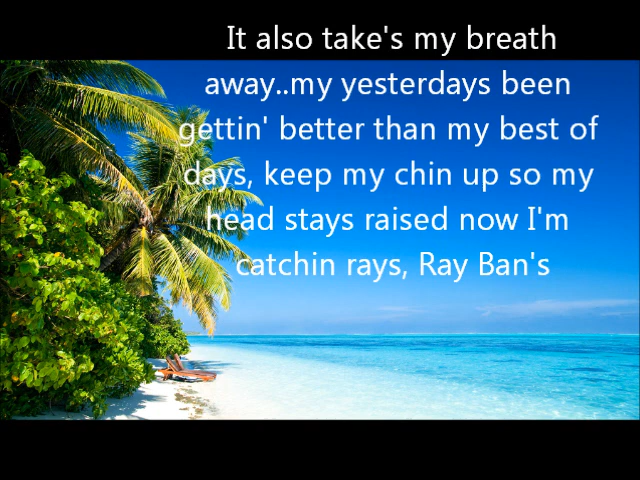 It also take's my breath
away..my yesterdays been
gettin' better than my best of
days, keep my chin up so my
head stays raised now I'm
catchin rays, Ray Ban's